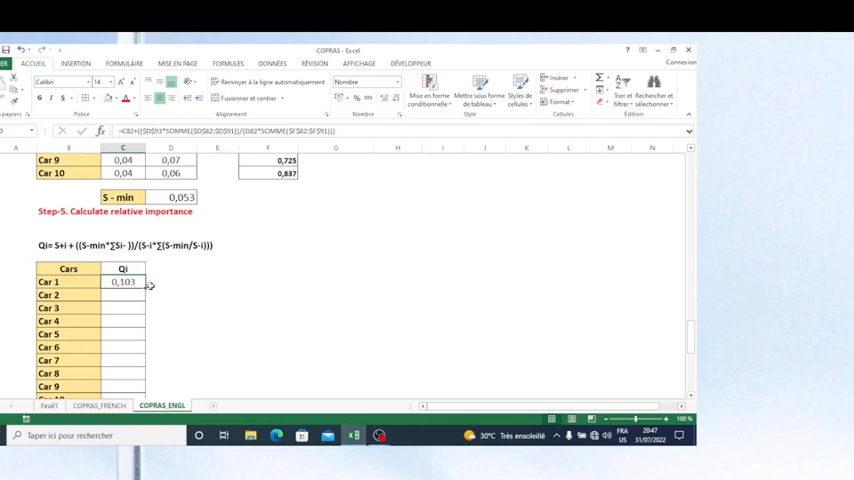 COPRAS - Excel
ACCUEIL INSERTION FORMULAIRE MISE EN PAGE FORMULES DONNÉES RÉVISION AFFICHAGE DÉVELOPPEUR
Calibri 14 Renvoyer à la ligne automatiquement Nombre Insérer
G I S Fusionner et centrer % Mise en forme conditionnelle Mettre en forme de tableau Styles de cellules Supprimer Format Trier et filtrer Rechercher et sélectionner
Police Alignement Nombre Style Cellules
=C82+(($D$93*SOMME($D$82:$D$91))/(D82*SOMME($F$82:$F$91)))
A B C D E F G H I J K L M N
Car 9 0,04 0,07 0,725
Car 10 0,04 0,06 0,837
S - min 0,053
Step-5. Calculate relative importance
Qi= S+i + ((S-min*∑Si- ))/(S-i*∑(S-min/S-i)))
Cars Qi
Car 1 0,103
Car 2
Car 3
Car 4
Car 5
Car 6
Car 7
Car 8
Car 9
Car 10
Feuil1 COPRAS_FRENCH COPRAS_ENGL
100 %
Taper ici pour rechercher 30°C Très ensoleillé FRA US 20:47 31/07/2022